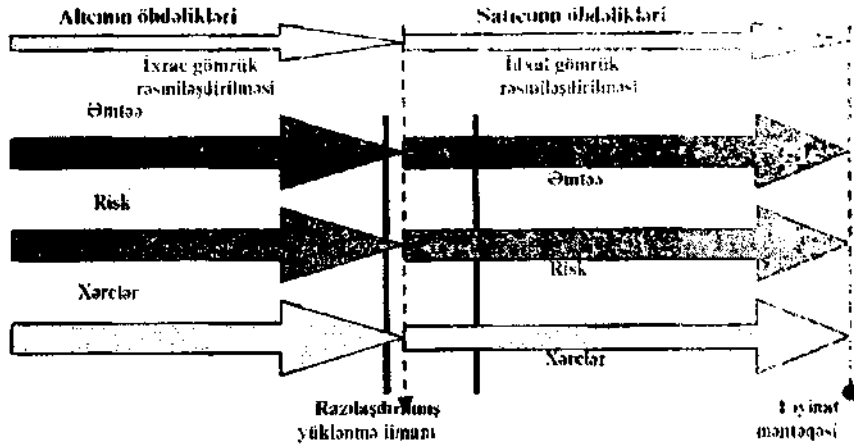 Alıcının öhdəlikləri
Satıcının öhdəlikləri
İxrac gömrük
rəsmiləşdirilməsi
İdxal gömrük
rəsmiləşdirilməsi
Əmtəə
Əmtəə
Risk
Risk
Xərclər
Xərclər
Razılaşdırılmış
yüklənmə limanı
Təyinat
məntəqəsi